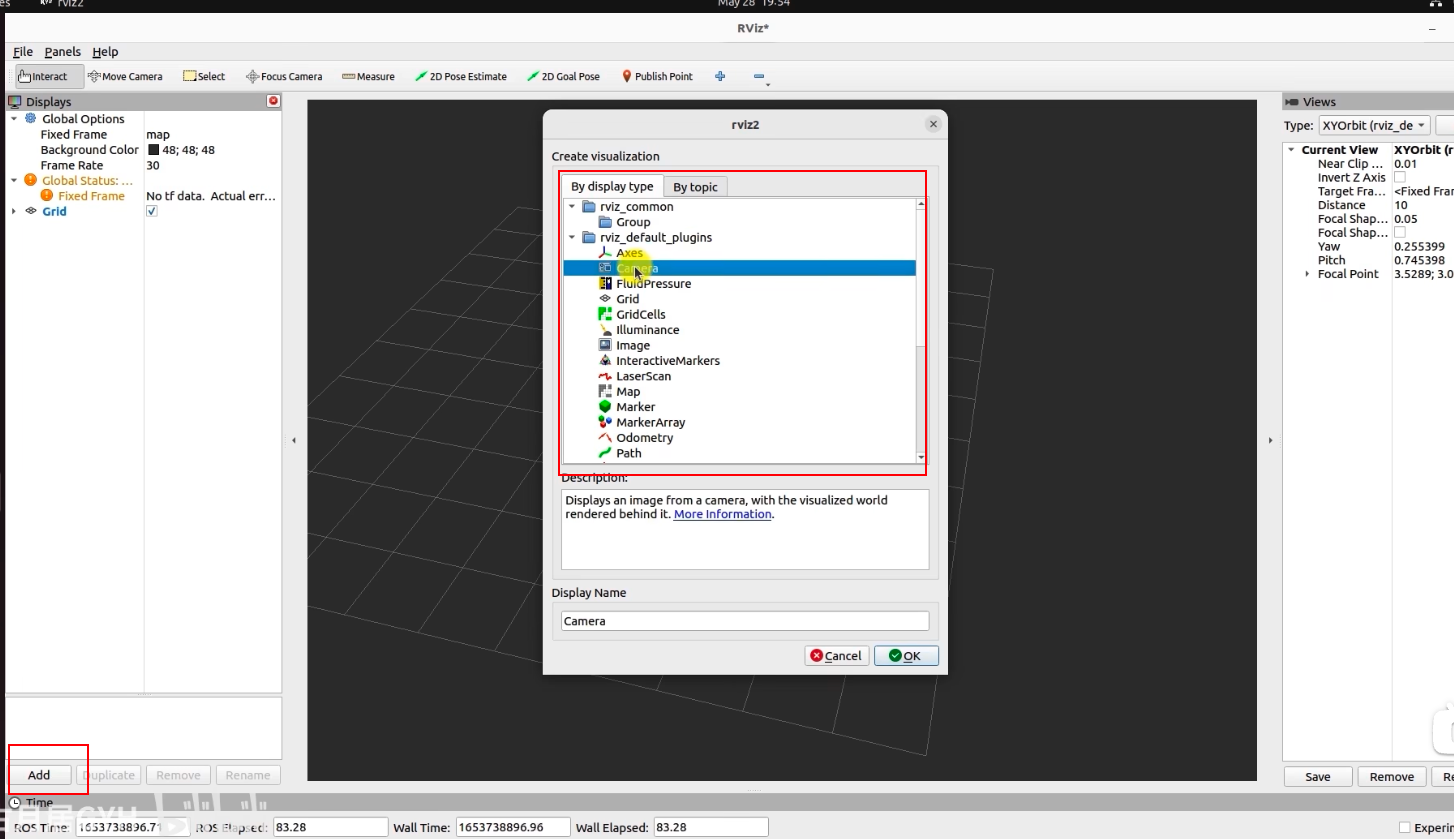 es rviz2 May 28 19:54
RViz*
File Panels Help
Interact Move Camera Select Focus Camera Measure 2D Pose Estimate 2D Goal Pose Publish Point
Displays
Global Options
Fixed Frame map
Background Color 48; 48; 48
Frame Rate 30
Global Status: ...
Fixed Frame No tf data. Actual err...
Grid
rviz2
Create visualization
By display type By topic
rviz_common
Group
rviz_default_plugins
Axes
Camera
FluidPressure
Grid
GridCells
Illuminance
Image
InteractiveMarkers
LaserScan
Map
Marker
MarkerArray
Odometry
Path
Description:
Displays an image from a camera, with the visualized world
rendered behind it. More Information.
Display Name
Camera
Cancel OK
Views
Type: XYOrbit (rviz_de
Current View XYOrbit (r
Near Clip ... 0.01
Invert Z Axis
Target Fra... <Fixed Fram
Distance 10
Focal Shap... 0.05
Focal Shap...
Yaw 0.255399
Pitch 0.745398
Focal Point 3.5289; 3.0
Add Duplicate Remove Rename
Save Remove Re
Time
ROS Time: 1653738896.71 ROS Elapsed: 83.28 Wall Time: 1653738896.96 Wall Elapsed: 83.28 Experim